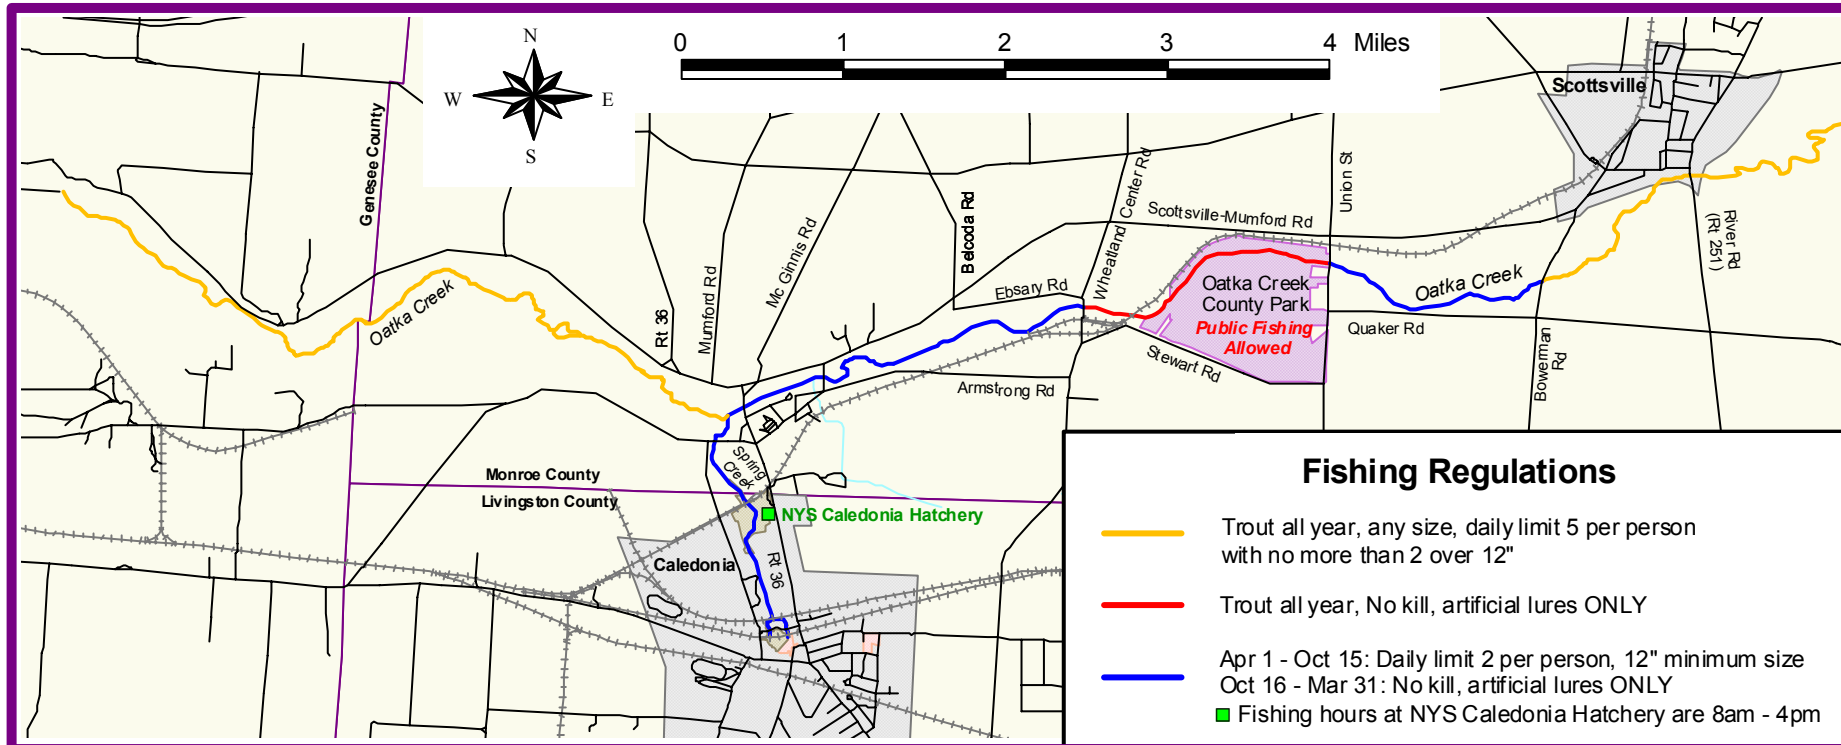 N
W
E
S
0 1 2 3 4 Miles
Scottsville
Genesee County
Oatka Creek
Rt 36
Mumford Rd
Mc Ginnis Rd
Belcoda Rd
Wheatland Center Rd
Scottsville-Mumford Rd
Union St
River Rd
(Rt 251)
Ebsary Rd
Oatka Creek
County Park
Public Fishing
Allowed
Oatka Creek
Quaker Rd
Stewart Rd
Bowerman
Rd
Armstrong Rd
Spring
Creek
Monroe County
Livingston County
NYS Caledonia Hatchery
Caledonia
Rt 36
Fishing Regulations
Trout all year, any size, daily limit 5 per person
with no more than 2 over 12"
Trout all year, No kill, artificial lures ONLY
Apr 1 - Oct 15: Daily limit 2 per person, 12" minimum size
Oct 16 - Mar 31: No kill, artificial lures ONLY
Fishing hours at NYS Caledonia Hatchery are 8am - 4pm